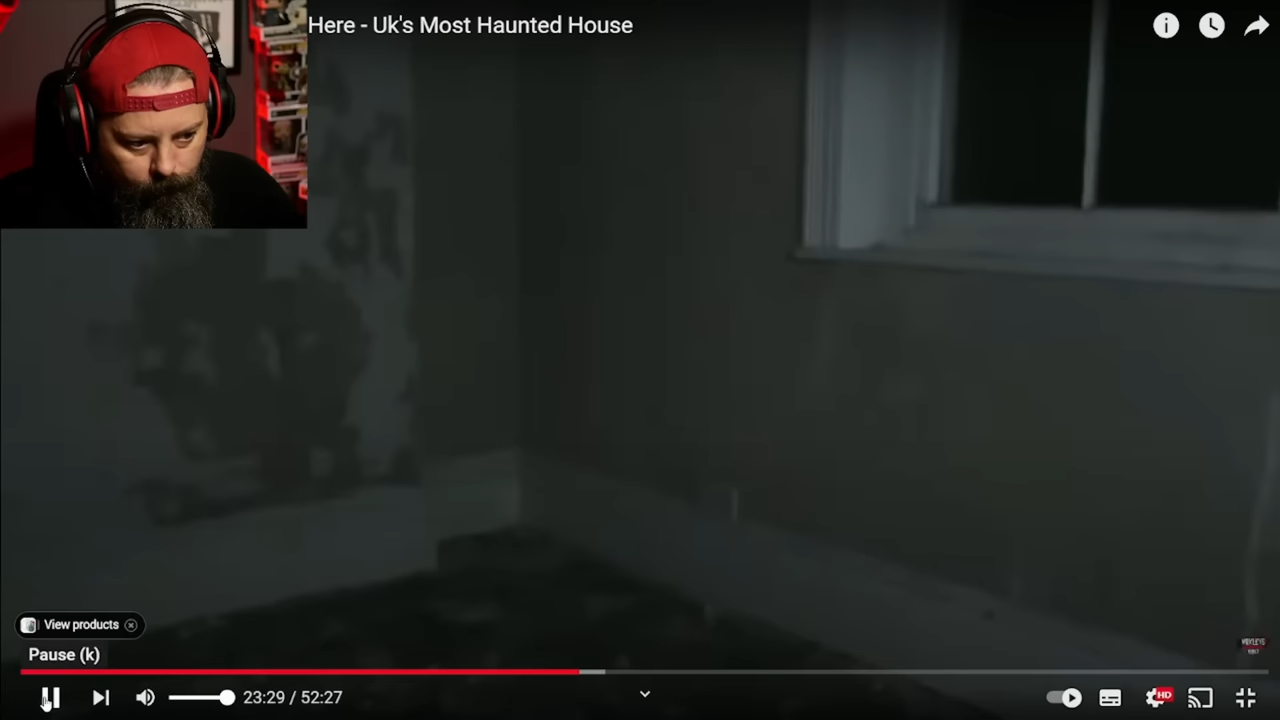 Here - Uk's Most Haunted House
View products
Pause (k)
23:29 / 52:27
HD